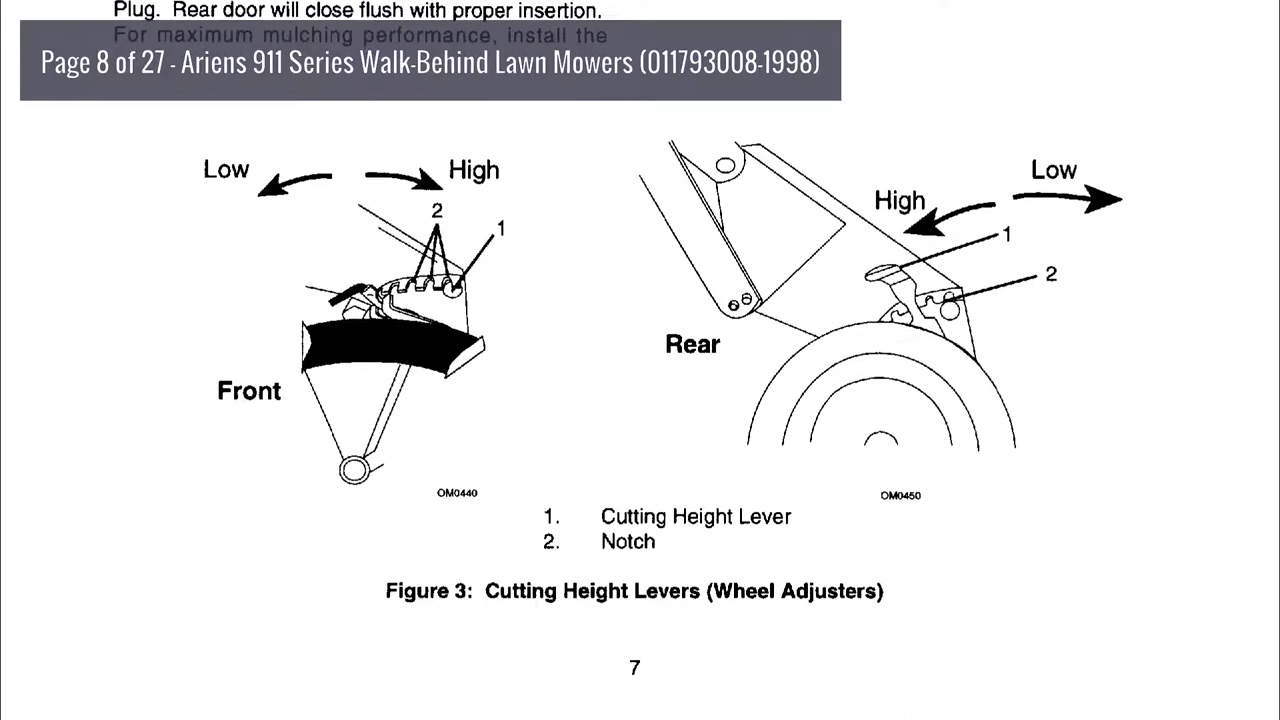 Plug. Rear door will close flush with proper insertion.
For maximum mulching performance, install the
Page 8 of 27 - Ariens 911 Series Walk-Behind Lawn Mowers (011793008-1998)
Low
High
2
1
Front
OM0440
Low
High
1
2
Rear
OM0450
1. Cutting Height Lever
2. Notch
Figure 3: Cutting Height Levers (Wheel Adjusters)
7